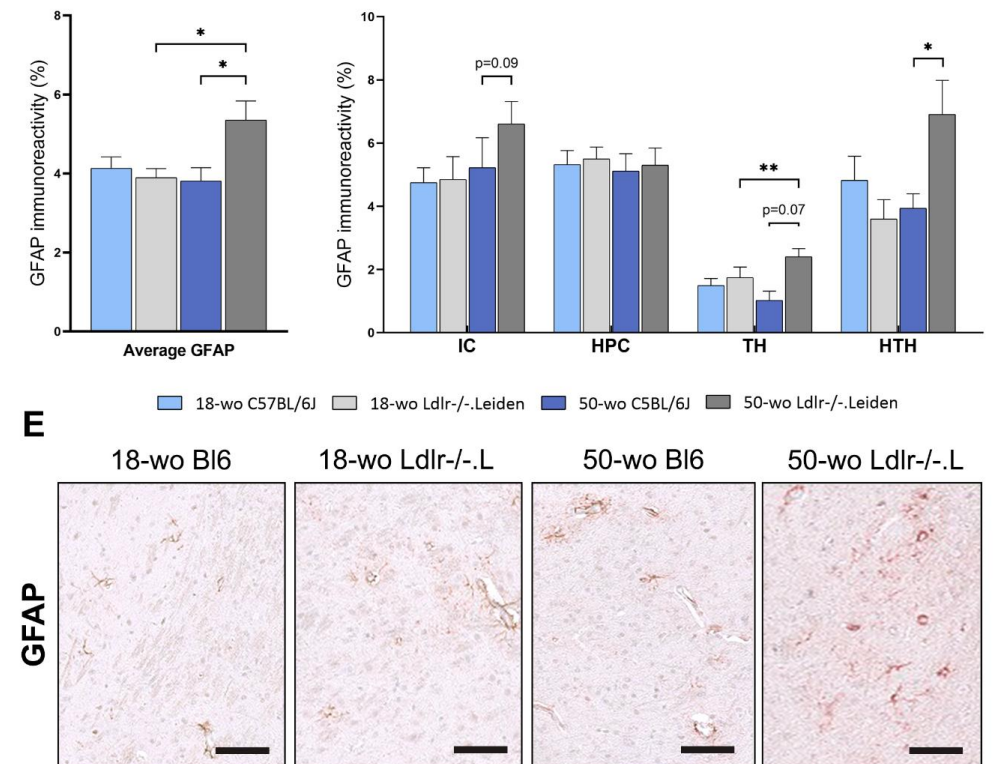 GFAP immunoreactivity (%)
8
6
4
2
0
*
*
Average GFAP
GFAP immunoreactivity (%)
10
8
6
4
2
0
p=0.09
**
p=0.07
*
IC HPC TH HTH
18-wo C57BL/6J 18-wo Ldlr-/-.Leiden 50-wo C5BL/6J 50-wo Ldlr-/-.Leiden
E
18-wo Bl6 18-wo Ldlr-/-.L 50-wo Bl6 50-wo Ldlr-/-.L
GFAP